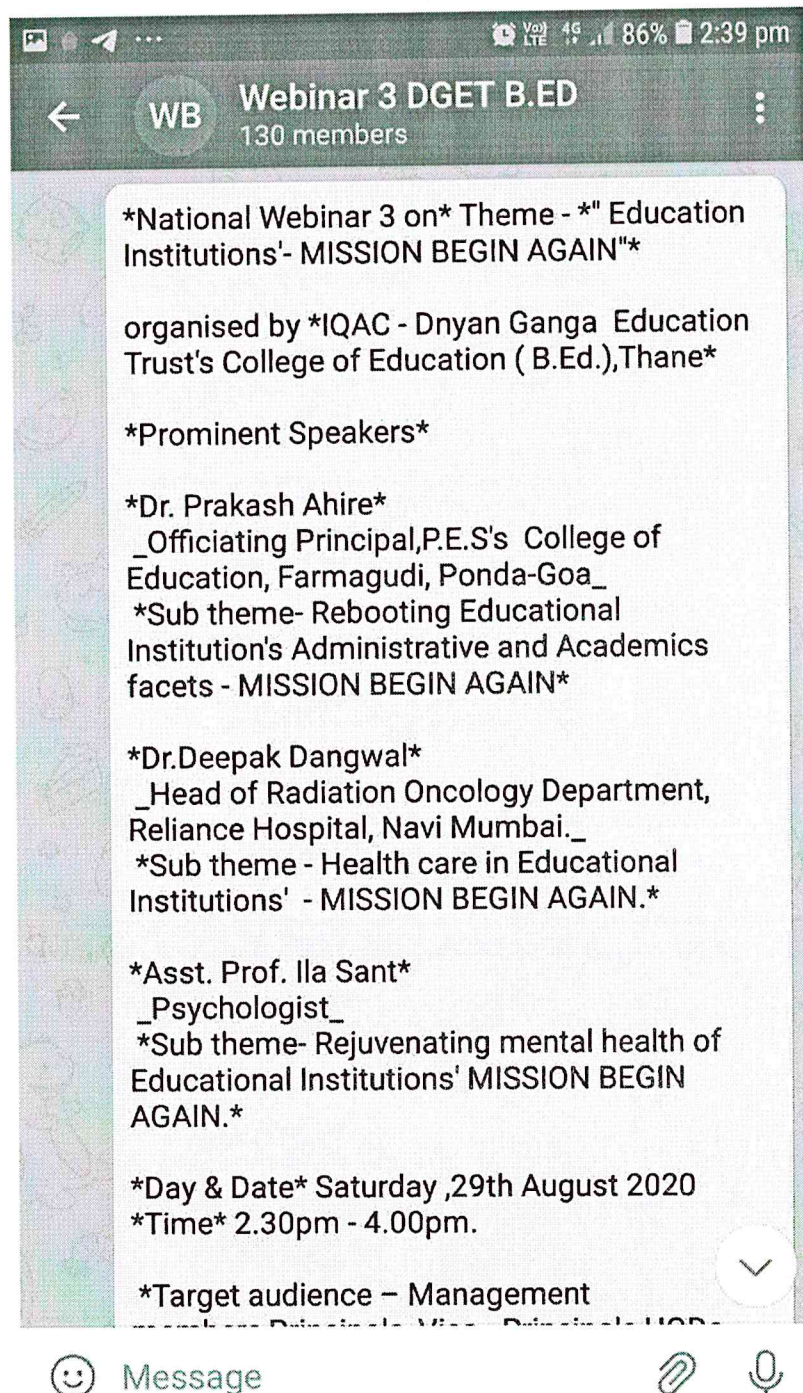 86% 2:39 pm
WB
Webinar 3 DGET B.ED
130 members
*National Webinar 3 on* Theme - *" Education
Institutions'- MISSION BEGIN AGAIN"*
organised by *IQAC - Dnyan Ganga  Education
Trust's College of Education ( B.Ed.),Thane*
*Prominent Speakers*
*Dr. Prakash Ahire*
_Officiating Principal,P.E.S's  College of
Education, Farmagudi, Ponda-Goa_
*Sub theme- Rebooting Educational
Institution's Administrative and Academics
facets - MISSION BEGIN AGAIN*
*Dr.Deepak Dangwal*
_Head of Radiation Oncology Department,
Reliance Hospital, Navi Mumbai._
*Sub theme - Health care in Educational
Institutions'  - MISSION BEGIN AGAIN.*
*Asst. Prof. Ila Sant*
_Psychologist_
*Sub theme- Rejuvenating mental health of
Educational Institutions' MISSION BEGIN
AGAIN.*
*Day & Date* Saturday ,29th August 2020
*Time* 2.30pm - 4.00pm.
*Target audience – Management
Message